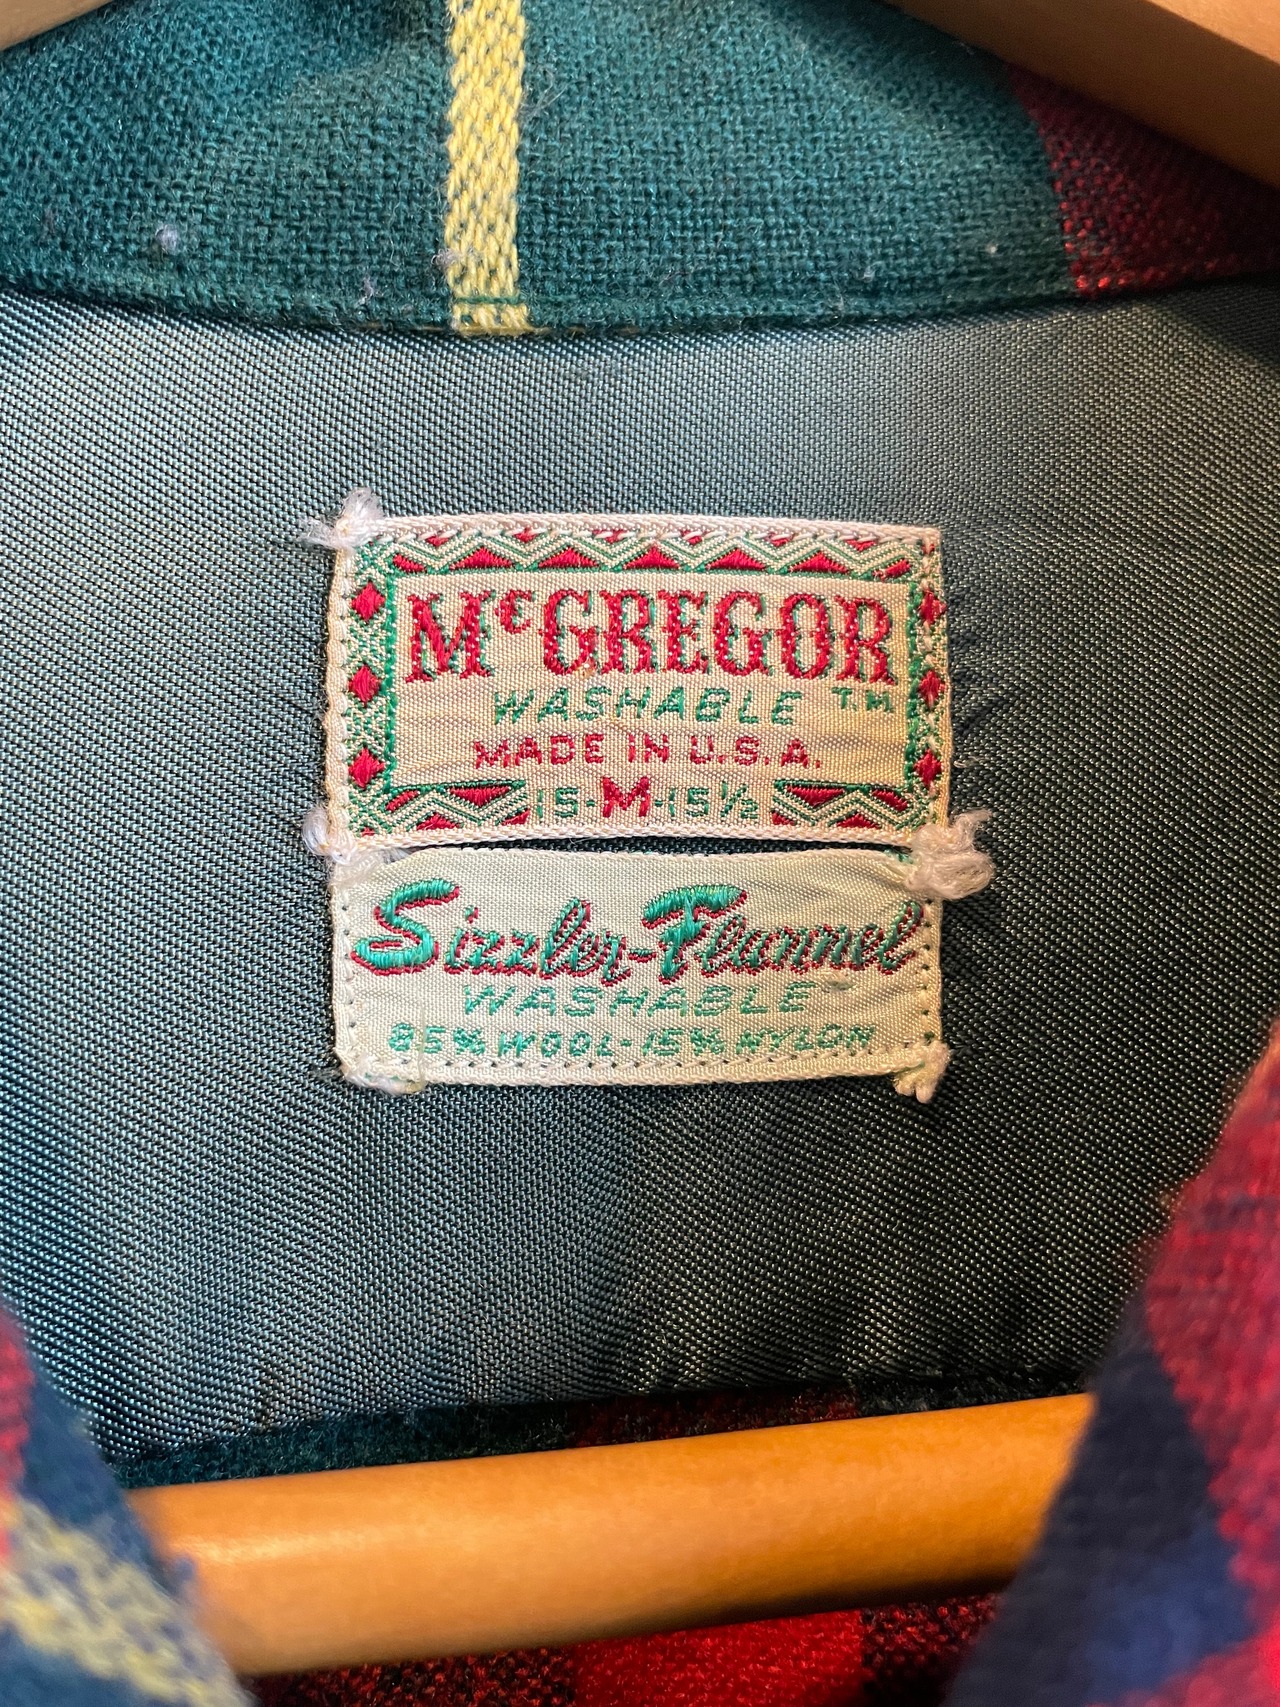 McGREGOR
WASHABLE T.M.
MADE IN U.S.A.
15-M-15½
Sizzler-Flannel
WASHABLE
85% WOOL-15% NYLON